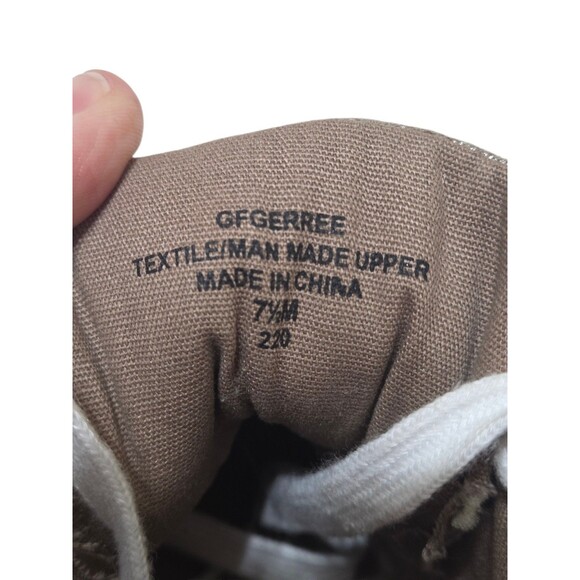 GFGERREE
TEXTILE/MAN MADE UPPER
MADE IN CHINA
7½M
220